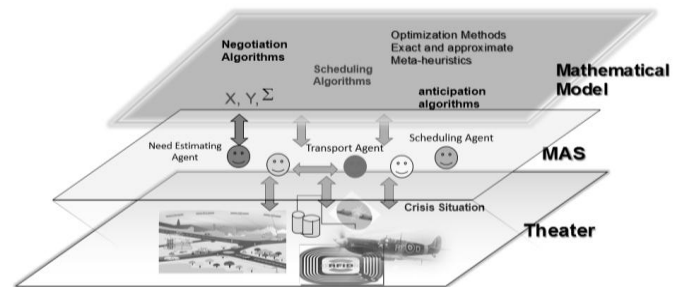 Negotiation
Algorithms
Optimization Methods
Exact and approximate
Meta-heuristics
Scheduling
Algorithms
X, Y, Σ
anticipation
algorithms
Mathematical
Model
Need Estimating
Agent
Transport Agent
Scheduling Agent
MAS
Crisis Situation
Theater
RFID